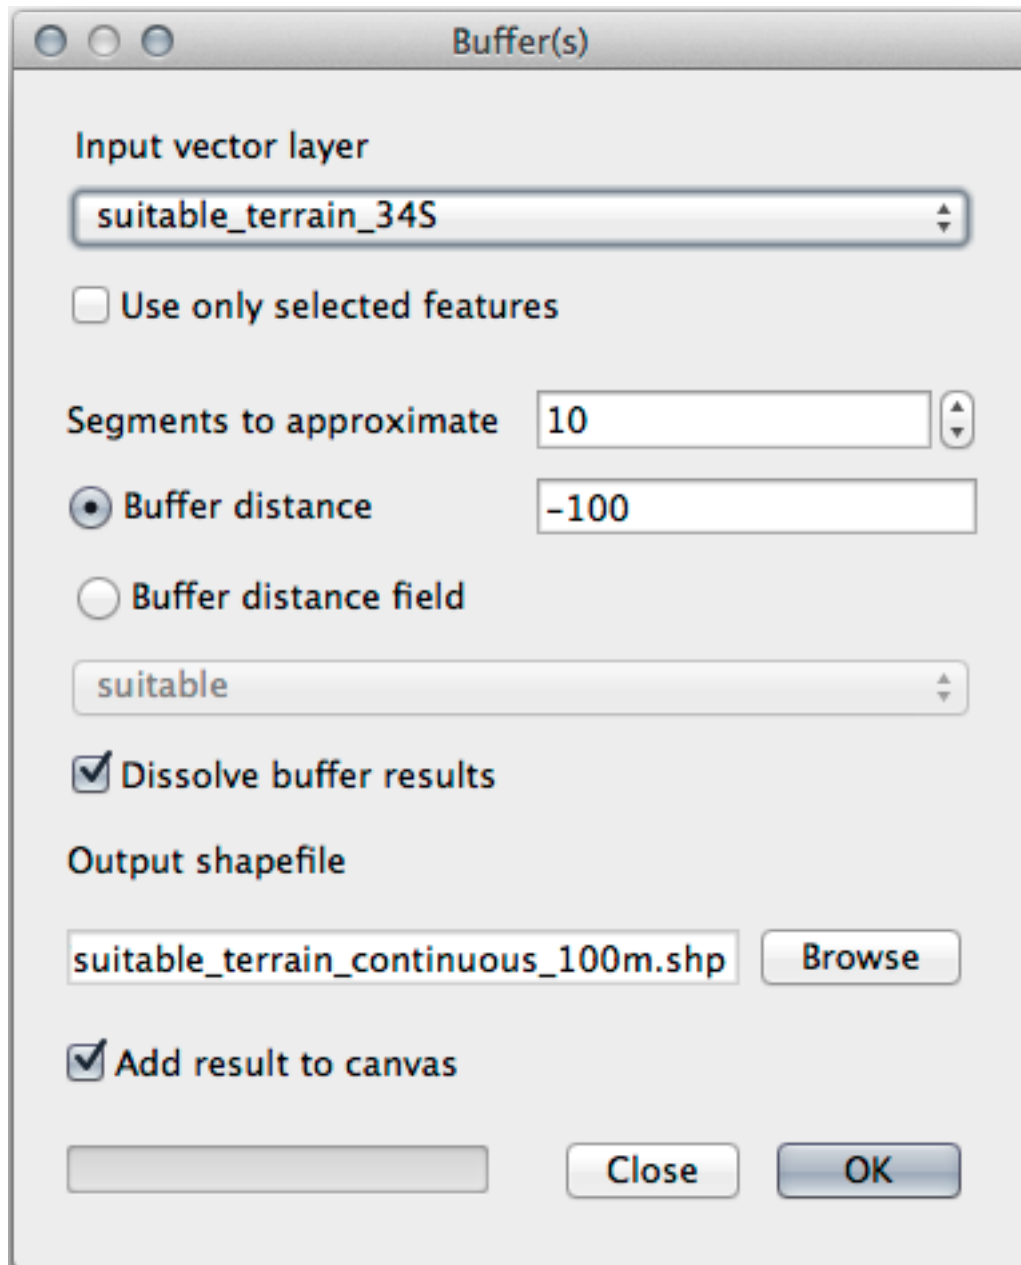 Buffer(s)
Input vector layer
suitable_terrain_34S
Use only selected features
Segments to approximate 10
Buffer distance -100
Buffer distance field
suitable
Dissolve buffer results
Output shapefile
suitable_terrain_continuous_100m.shp Browse
Add result to canvas
Close OK